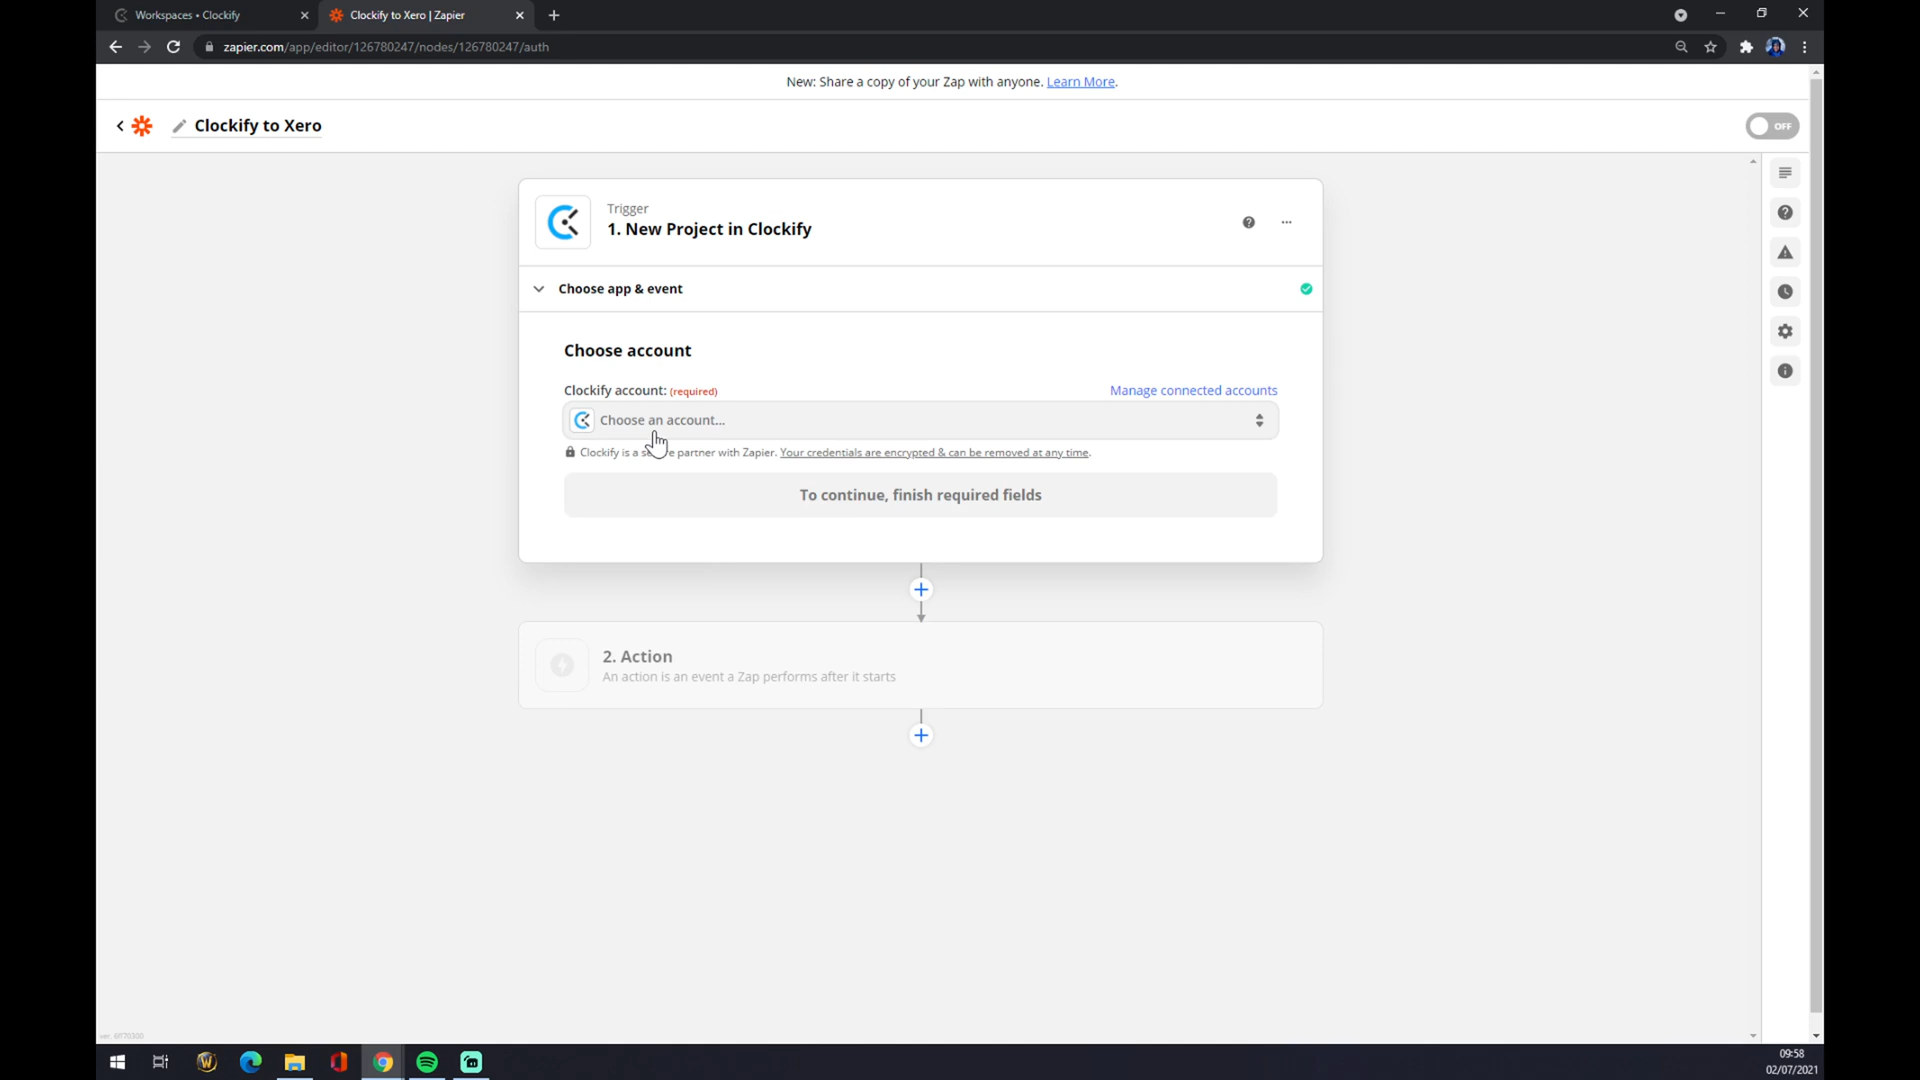 Workspaces • Clockify
Clockify to Xero | Zapier
zapier.com/app/editor/126780247/nodes/126780247/auth
New: Share a copy of your Zap with anyone. Learn More.
Clockify to Xero
OFF
Trigger
1. New Project in Clockify
Choose app & event
Choose account
Clockify account: (required)
Manage connected accounts
Choose an account...
Clockify is a partner with Zapier. Your credentials are encrypted & can be removed at any time.
To continue, finish required fields
2. Action
An action is an event a Zap performs after it starts
09:58
02/07/2021